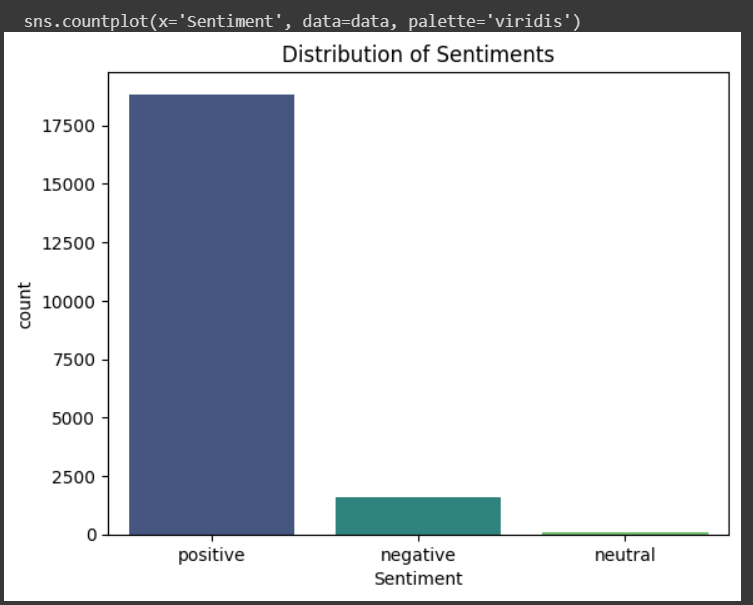 sns.countplot(x='Sentiment', data=data, palette='viridis')
Distribution of Sentiments
17500
15000
12500
10000
7500
5000
2500
0
count
positive negative neutral
Sentiment